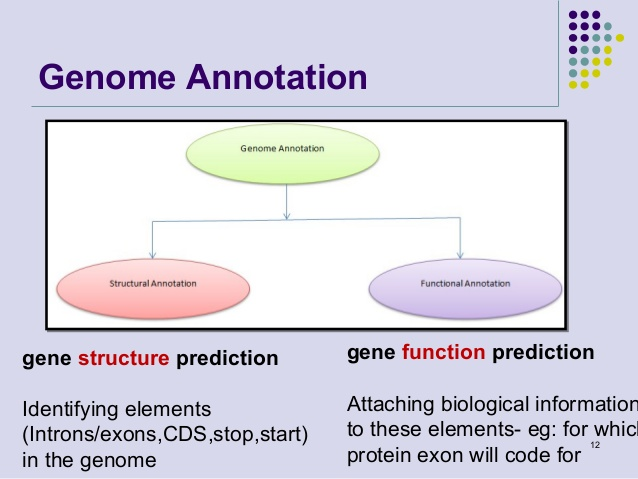 Genome Annotation
Genome Annotation
Structural Annotation
Functional Annotation
gene structure prediction
Identifying elements
(Introns/exons,CDS,stop,start)
in the genome
gene function prediction
Attaching biological information
to these elements- eg: for which
protein exon will code for
12